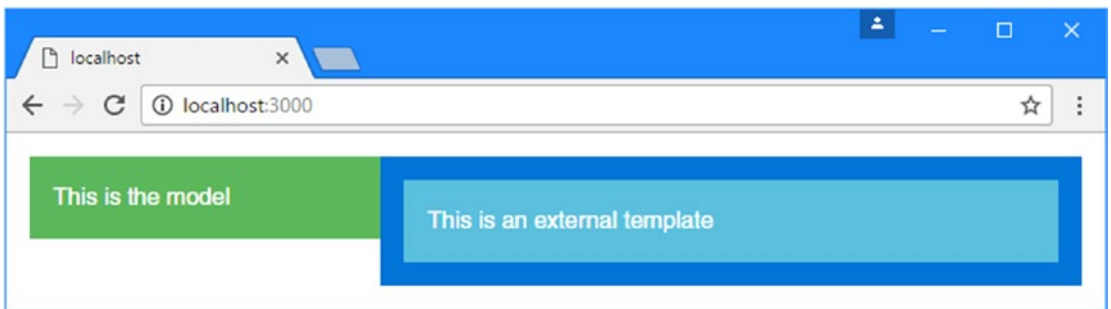 localhost
localhost:3000
This is the model
This is an external template